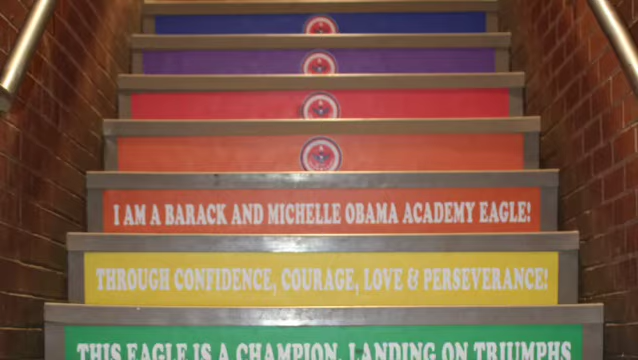 I AM A BARACK AND MICHELLE OBAMA ACADEMY EAGLE!
THROUGH CONFIDENCE, COURAGE, LOVE & PERSEVERANCE!
THIS EAGLE IS A CHAMPION, LANDING ON TRIUMPHS